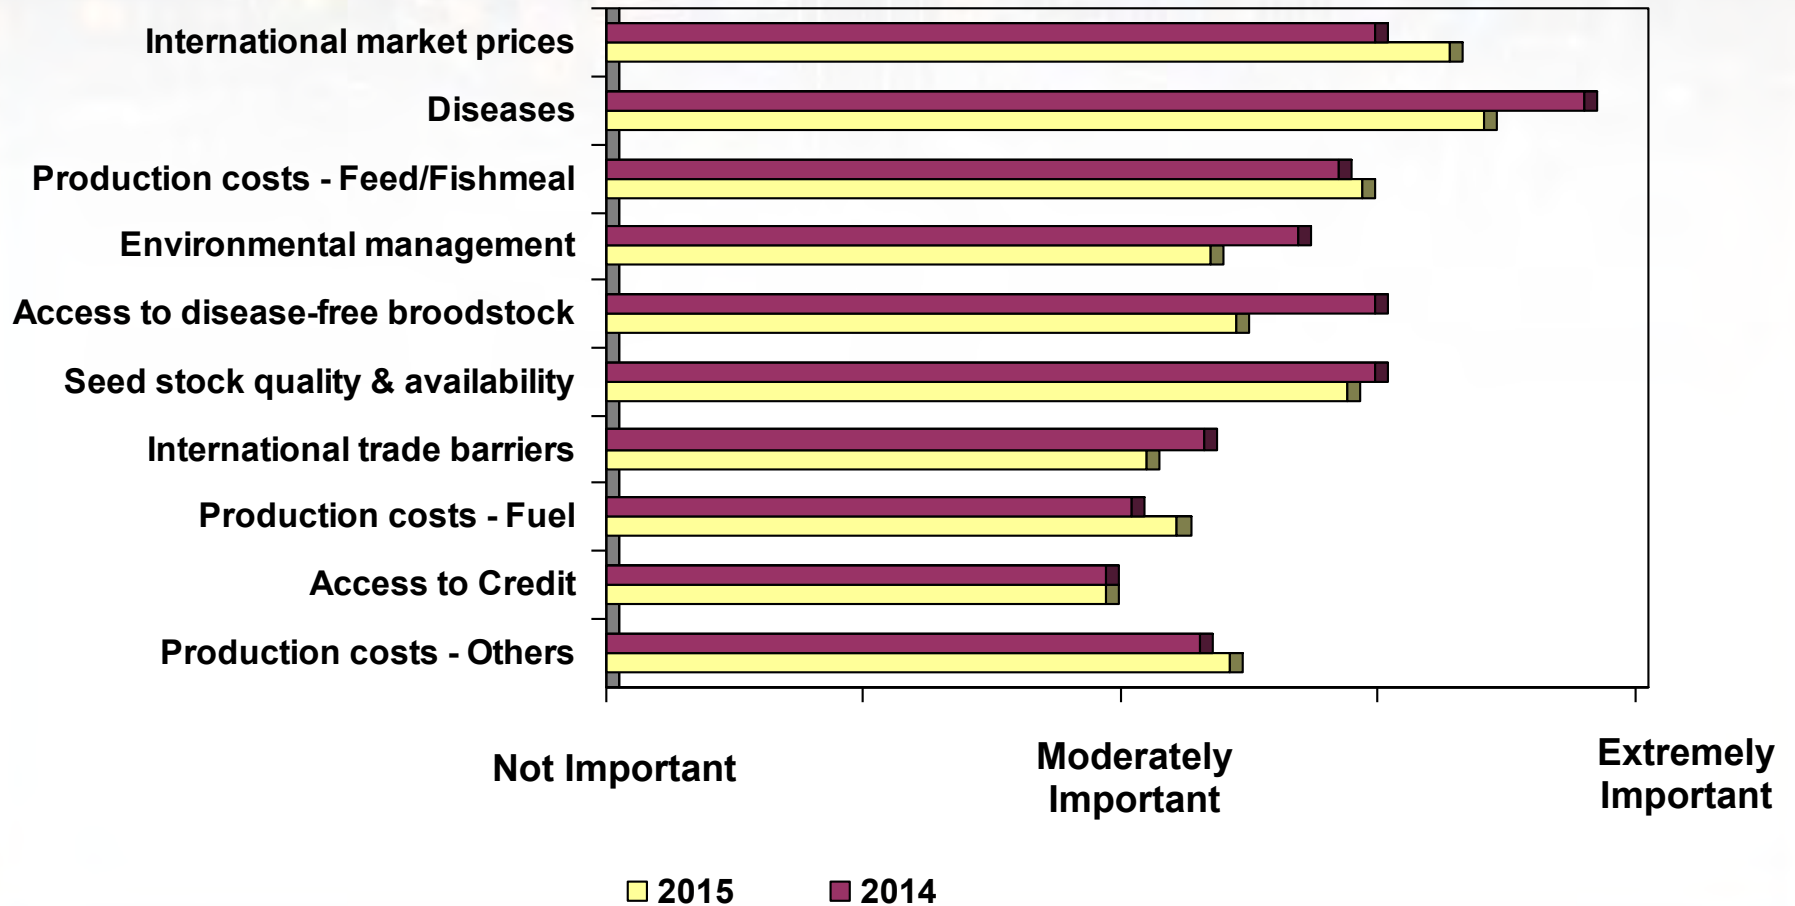 International market prices
Diseases
Production costs - Feed/Fishmeal
Environmental management
Access to disease-free broodstock
Seed stock quality & availability
International trade barriers
Production costs - Fuel
Access to Credit
Production costs - Others
Not Important
Moderately
Important
Extremely
Important
2015
2014